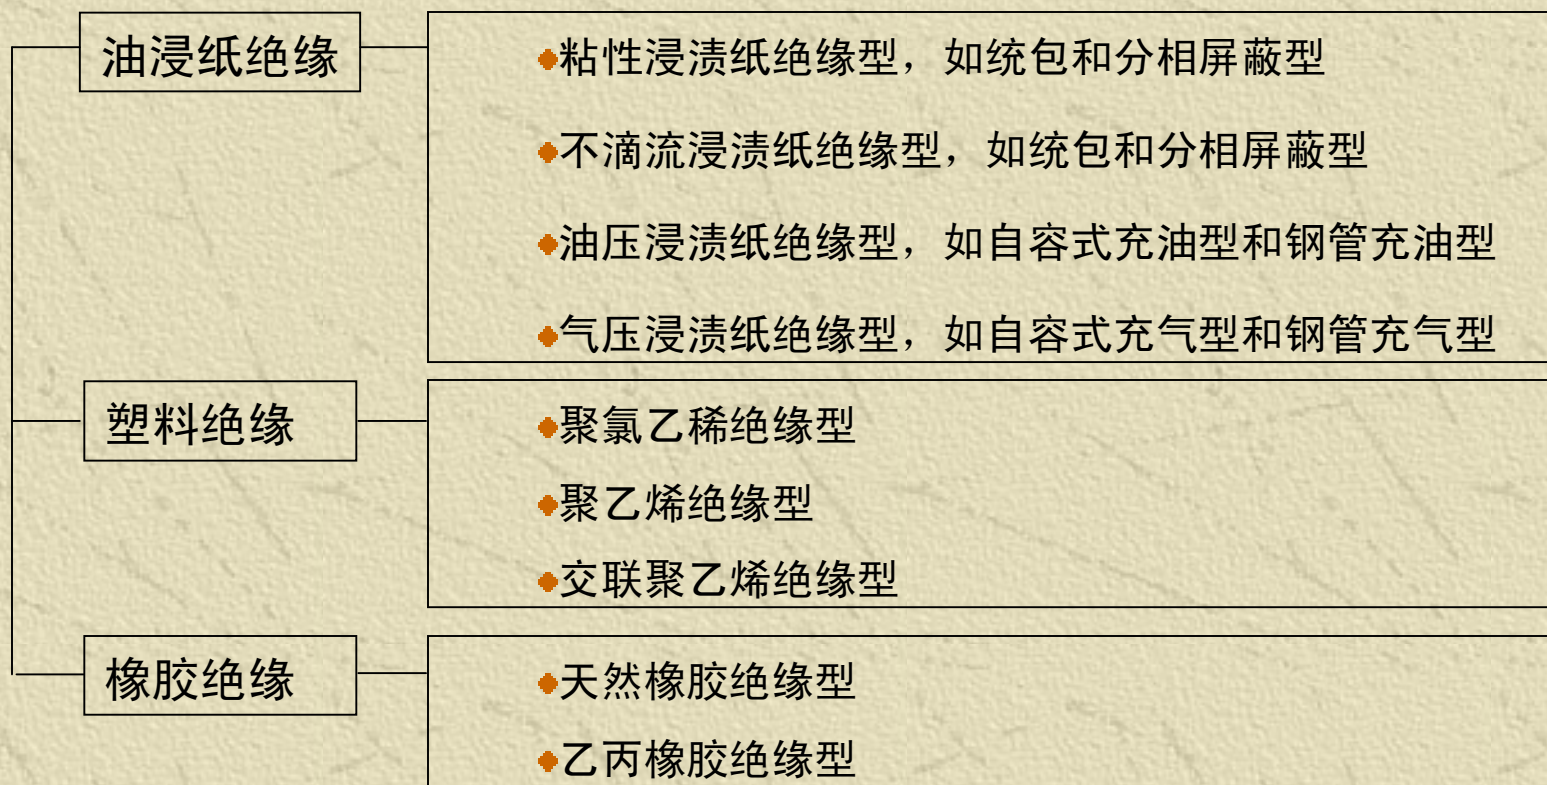 油浸纸绝缘
◆粘性浸渍纸绝缘型，如统包和分相屏蔽型
◆不滴流浸渍纸绝缘型，如统包和分相屏蔽型
◆油压浸渍纸绝缘型，如自容式充油型和钢管充油型
◆气压浸渍纸绝缘型，如自容式充气型和钢管充气型
塑料绝缘
◆聚氯乙稀绝缘型
◆聚乙烯绝缘型
◆交联聚乙烯绝缘型
橡胶绝缘
◆天然橡胶绝缘型
◆乙丙橡胶绝缘型